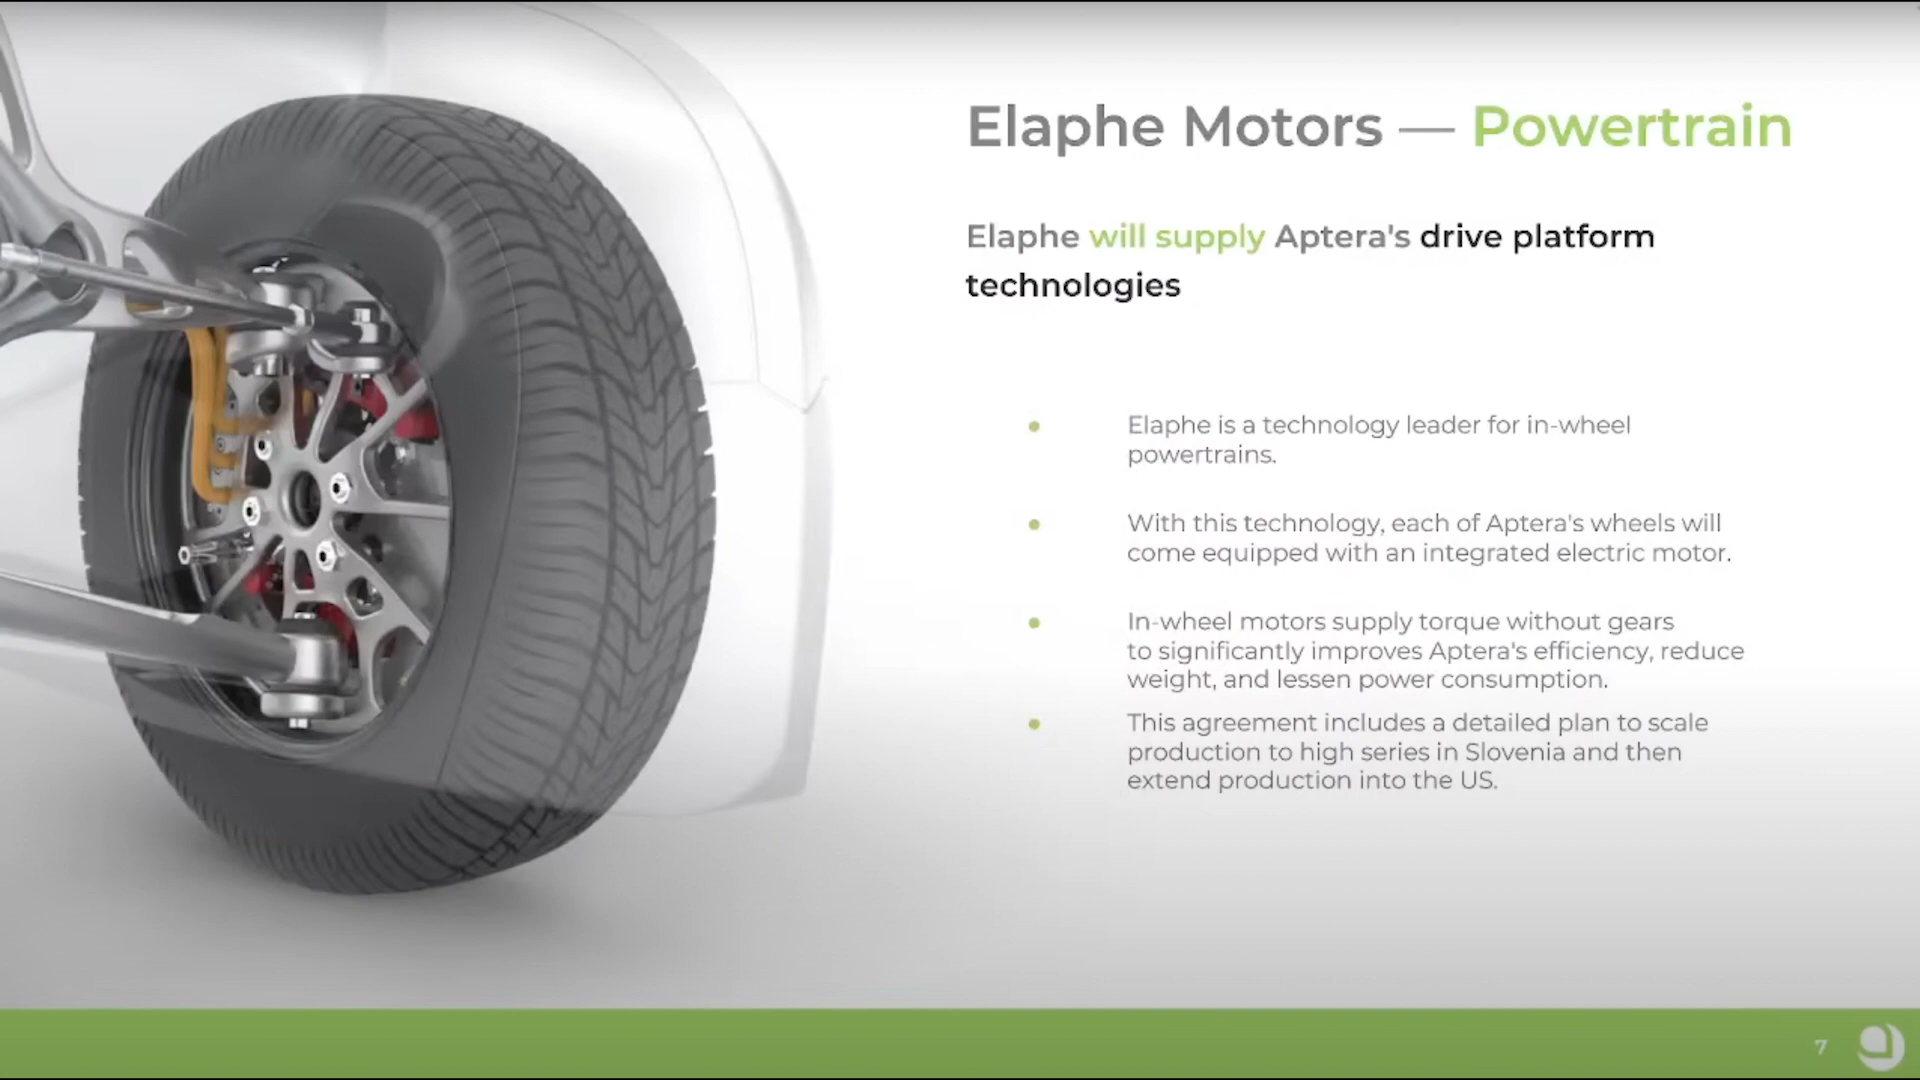 Elaphe Motors — Powertrain
Elaphe will supply Aptera's drive platform
technologies
Elaphe is a technology leader for in-wheel
powertrains.
With this technology, each of Aptera's wheels will
come equipped with an integrated electric motor.
In-wheel motors supply torque without gears
to significantly improves Aptera's efficiency, reduce
weight, and lessen power consumption.
This agreement includes a detailed plan to scale
production to high series in Slovenia and then
extend production into the US.
7